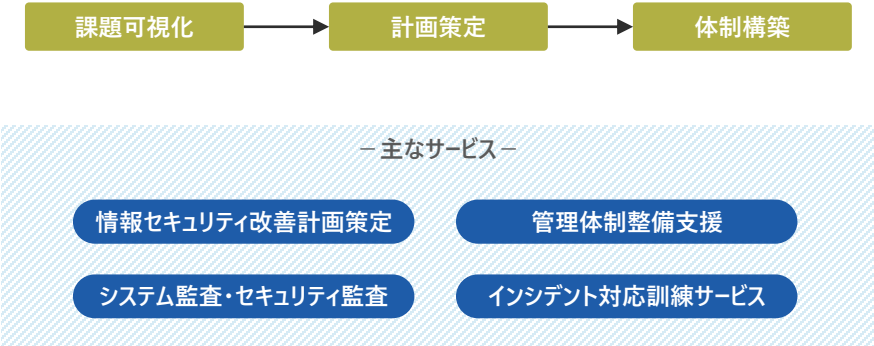 課題可視化
計画策定
体制構築
－ 主なサービス －
情報セキュリティ改善計画策定
管理体制整備支援
システム監査・セキュリティ監査
インシデント対応訓練サービス